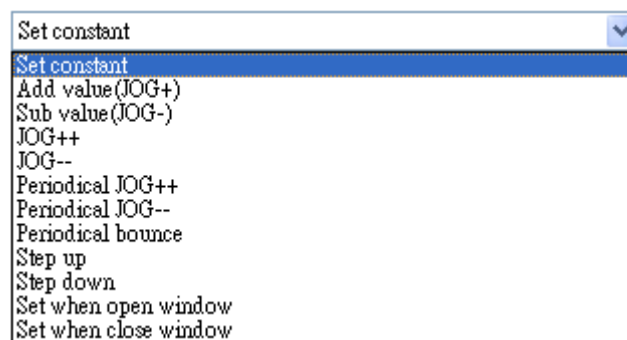 Set constant
Set constant
Add value(JOG+)
Sub value(JOG-)
JOG++
JOG--
Periodical JOG++
Periodical JOG--
Periodical bounce
Step up
Step down
Set when open window
Set when close window